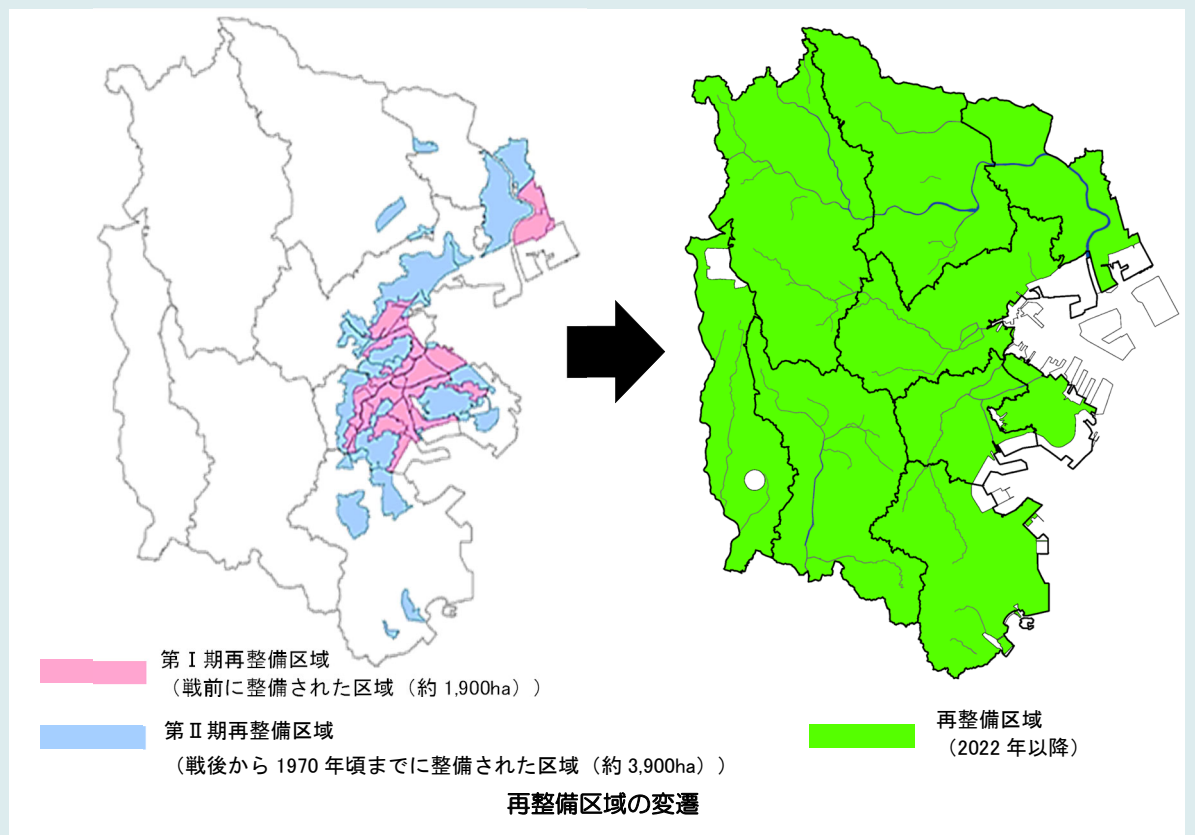 第Ⅰ期再整備区域
（戦前に整備された区域（約 1,900ha））
第Ⅱ期再整備区域
（戦後から 1970 年頃までに整備された区域（約 3,900ha））
再整備区域
（2022 年以降）
再整備区域の変遷